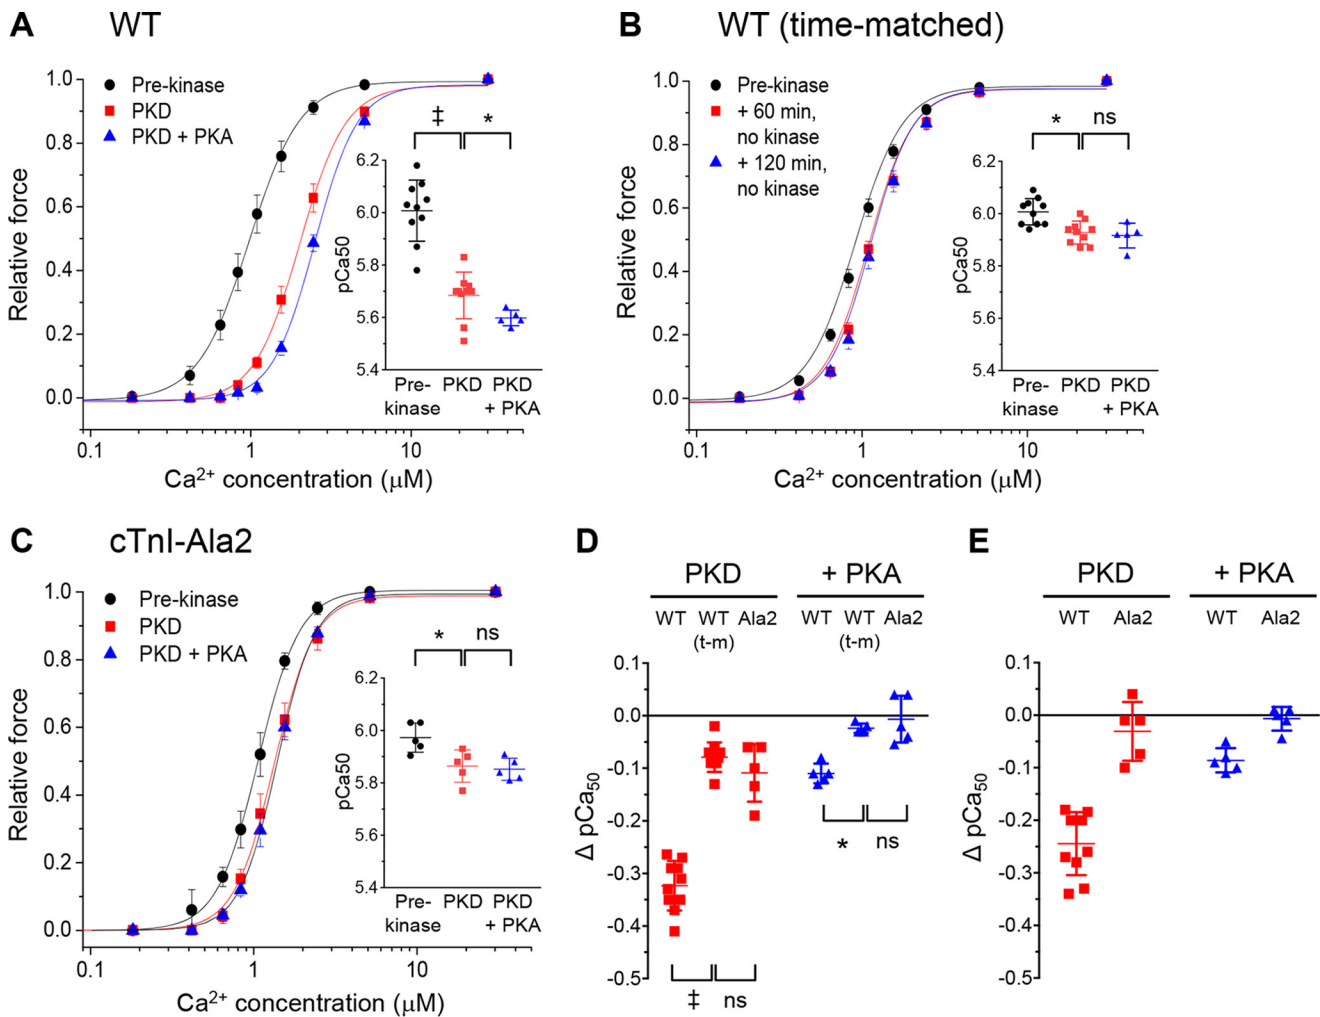 A WT
Pre-kinase
PKD
PKD + PKA
1.0
0.8
0.6
0.4
0.2
0.0
Relative force
0.1 1 10
Ca2+ concentration (μM)
‡ *
6.2
6.0
5.8
5.6
5.4
pCa50
Pre- PKD PKD
kinase + PKA
B WT (time-matched)
Pre-kinase
+ 60 min,
no kinase
+ 120 min,
no kinase
1.0
0.8
0.6
0.4
0.2
0.0
Relative force
0.1 1 10
Ca2+ concentration (μM)
* ns
6.2
6.0
5.8
5.6
5.4
pCa50
Pre- PKD PKD
kinase + PKA
C cTnI-Ala2
Pre-kinase
PKD
PKD + PKA
1.0
0.8
0.6
0.4
0.2
0.0
Relative force
0.1 1 10
Ca2+ concentration (μM)
* ns
6.2
6.0
5.8
5.6
5.4
pCa50
Pre- PKD PKD
kinase + PKA
D
PKD + PKA
WT WT Ala2 WT WT Ala2
(t-m) (t-m)
0.1
0.0
-0.1
-0.2
-0.3
-0.4
-0.5
Δ pCa50
* ns
‡ ns
E
PKD + PKA
WT Ala2 WT Ala2
0.1
0.0
-0.1
-0.2
-0.3
-0.4
-0.5
Δ pCa50